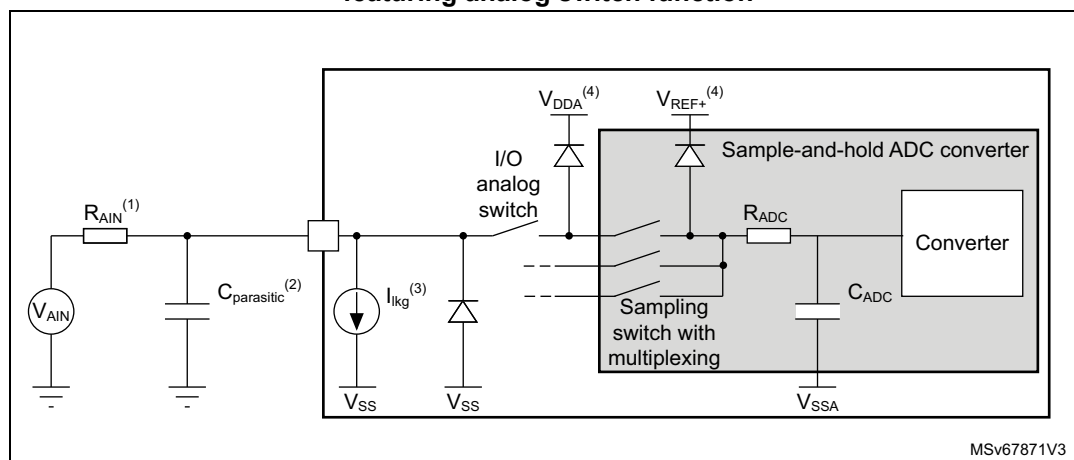 featuring analog switch function
V_DDA(4)
V_REF+(4)
Sample-and-hold ADC converter
I/O
analog
switch
R_AIN(1)
R_ADC
Converter
V_AIN
C_parasitic(2)
I_lkg(3)
C_ADC
Sampling
switch with
multiplexing
V_SS
V_SS
V_SSA
MSv67871V3